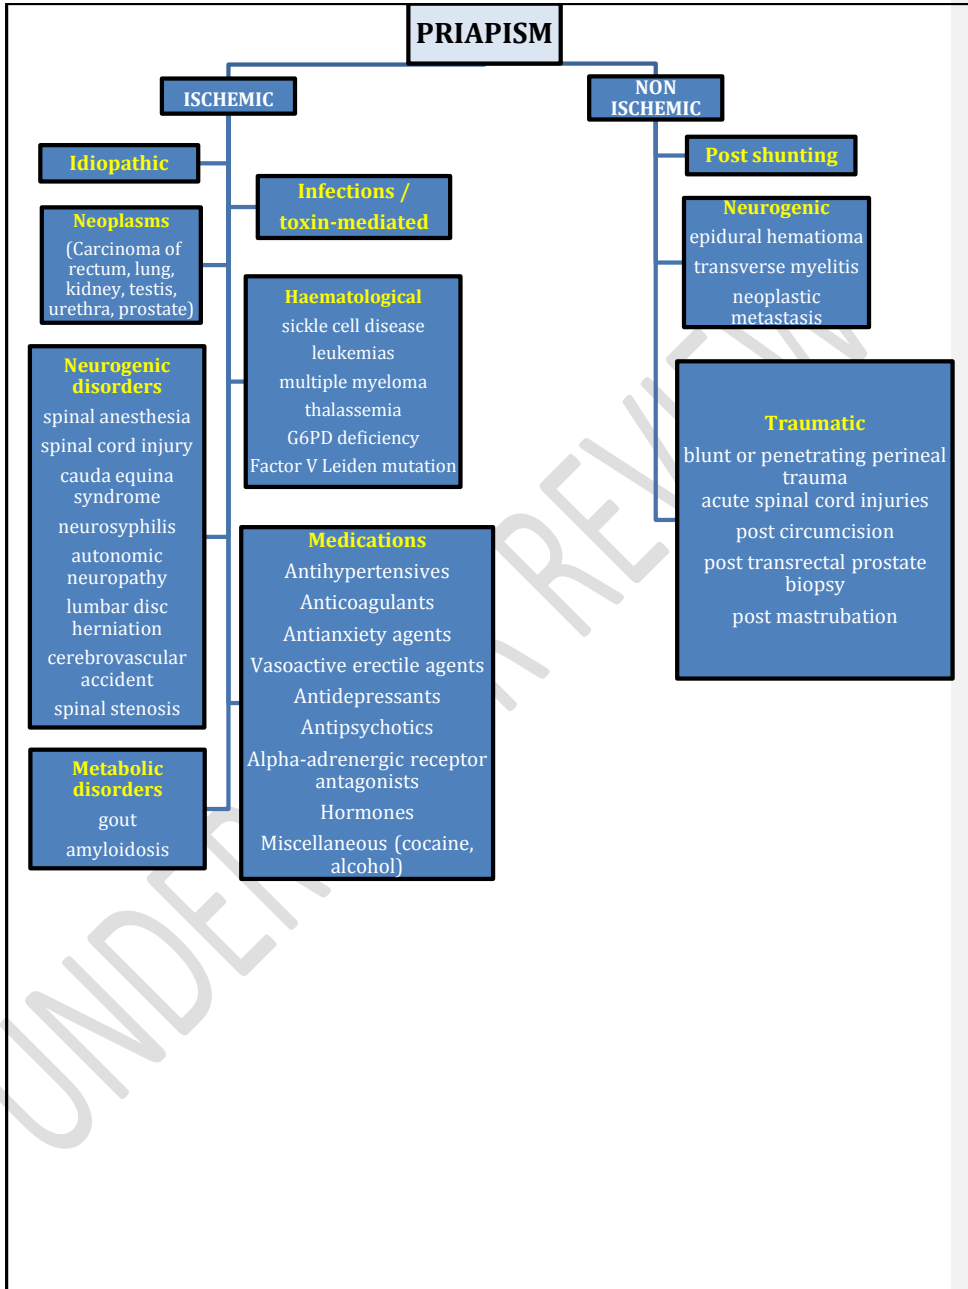 PRIAPISM
ISCHEMIC
Idiopathic
Infections /
toxin-mediated
Neoplasms
(Carcinoma of
rectum, lung,
kidney, testis,
urethra, prostate)
Haematological
sickle cell disease
leukemias
multiple myeloma
thalassemia
G6PD deficiency
Factor V Leiden mutation
Neurogenic
disorders
spinal anesthesia
spinal cord injury
cauda equina
syndrome
neurosyphilis
autonomic
neuropathy
lumbar disc
herniation
cerebrovascular
accident
spinal stenosis
Medications
Antihypertensives
Anticoagulants
Antianxiety agents
Vasoactive erectile agents
Antidepressants
Antipsychotics
Alpha-adrenergic receptor
antagonists
Hormones
Miscellaneous (cocaine,
alcohol)
Metabolic
disorders
gout
amyloidosis
NON
ISCHEMIC
Post shunting
Neurogenic
epidural hematioma
transverse myelitis
neoplastic
metastasis
Traumatic
blunt or penetrating perineal
trauma
acute spinal cord injuries
post circumcision
post transrectal prostate
biopsy
post mastrubation